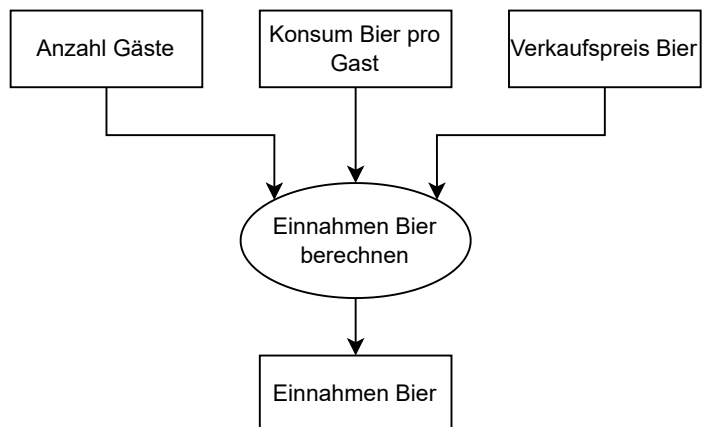 Anzahl Gäste
Konsum Bier pro
Gast
Verkaufspreis Bier
Einnahmen Bier
berechnen
Einnahmen Bier